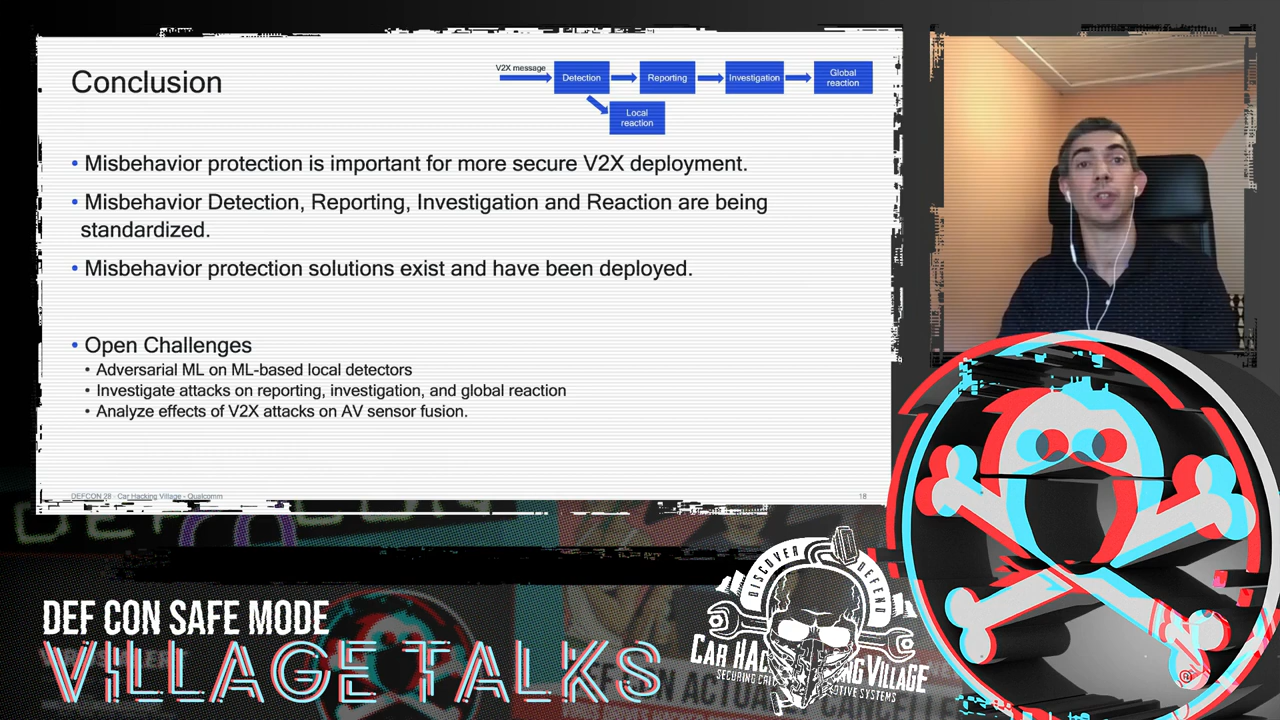 Conclusion
V2X message
Detection
Reporting
Investigation
Global
reaction
Local
reaction
• Misbehavior protection is important for more secure V2X deployment.
• Misbehavior Detection, Reporting, Investigation and Reaction are being
standardized.
• Misbehavior protection solutions exist and have been deployed.
• Open Challenges
• Adversarial ML on ML-based local detectors
• Investigate attacks on reporting, investigation, and global reaction
• Analyze effects of V2X attacks on AV sensor fusion.
DEFCON 28 - Car Hacking Village - Qualcomm
18
DEF CON SAFE MODE
VILLAGE TALKS
DISCOVER
DEFEND
VILLAGE